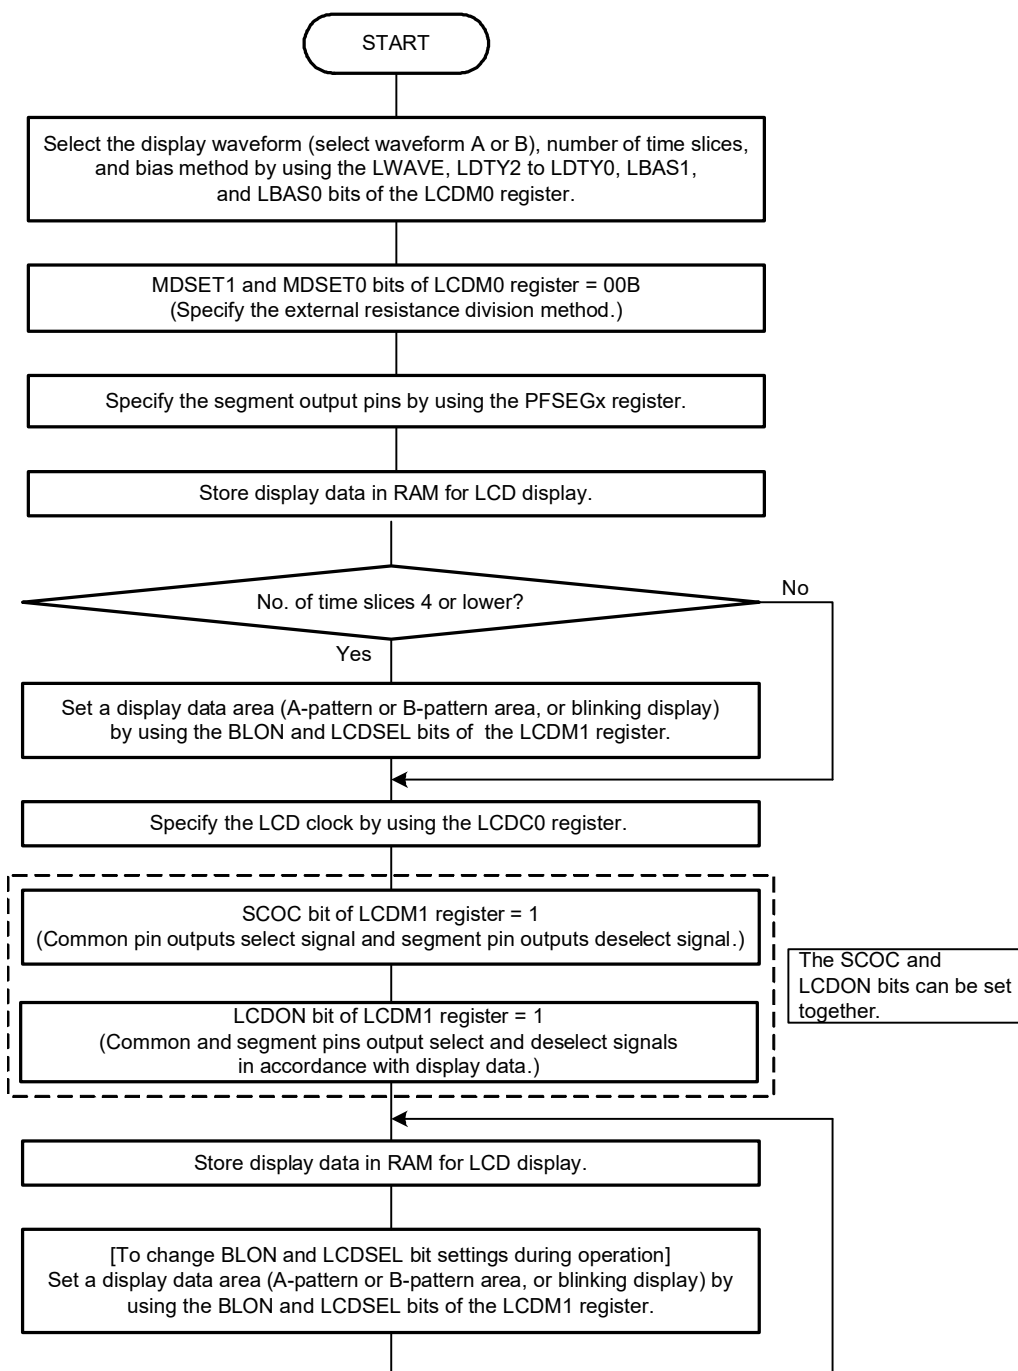 START
Select the display waveform (select waveform A or B), number of time slices,
and bias method by using the LWAVE, LDTY2 to LDTY0, LBAS1,
and LBAS0 bits of the LCDM0 register.
MDSET1 and MDSET0 bits of LCDM0 register = 00B
(Specify the external resistance division method.)
Specify the segment output pins by using the PFSEGx register.
Store display data in RAM for LCD display.
No. of time slices 4 or lower?
No
Yes
Set a display data area (A-pattern or B-pattern area, or blinking display)
by using the BLON and LCDSEL bits of the LCDM1 register.
Specify the LCD clock by using the LCDC0 register.
SCOC bit of LCDM1 register = 1
(Common pin outputs select signal and segment pin outputs deselect signal.)
The SCOC and
LCDON bits can be set
together.
LCDON bit of LCDM1 register = 1
(Common and segment pins output select and deselect signals
in accordance with display data.)
Store display data in RAM for LCD display.
[To change BLON and LCDSEL bit settings during operation]
Set a display data area (A-pattern or B-pattern area, or blinking display) by
using the BLON and LCDSEL bits of the LCDM1 register.